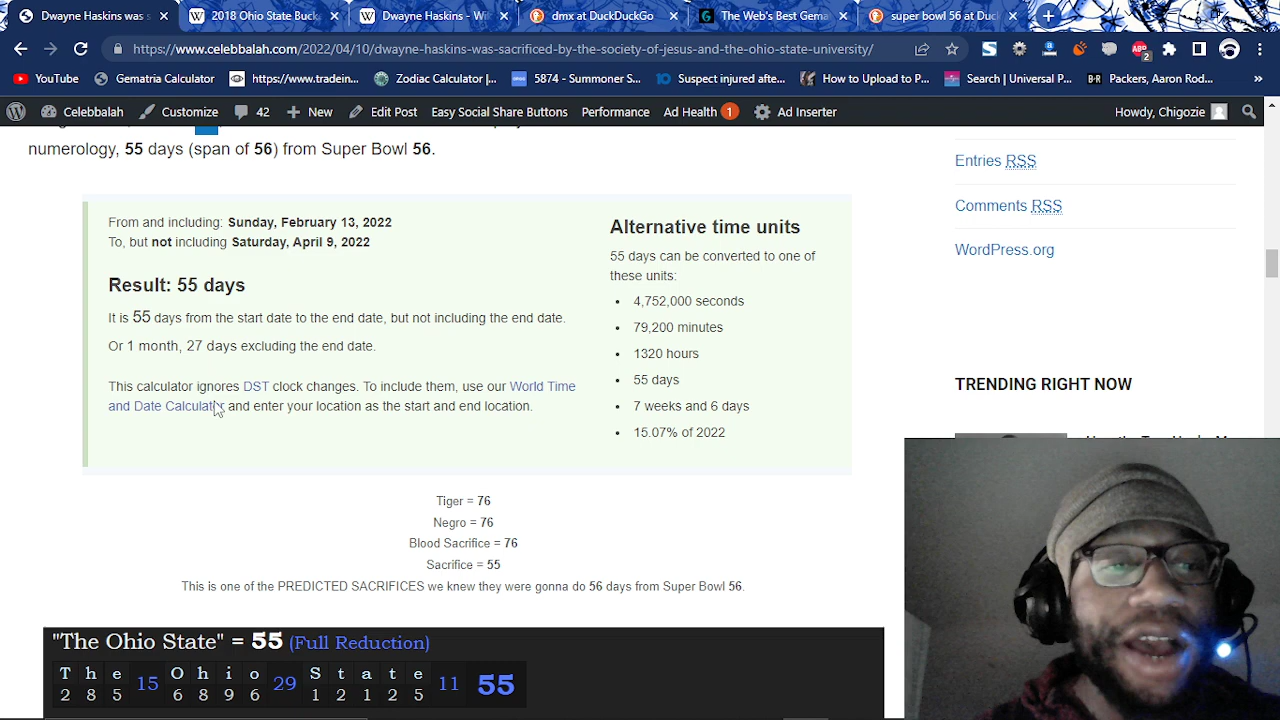 Dwayne Haskins was s
2018 Ohio State Bucka
Dwayne Haskins - Wi
dmx at DuckDuckGo
The Web's Best Gema
super bowl 56 at Duc
https://www.celebbalah.com/2022/04/10/dwayne-haskins-was-sacrificed-by-the-society-of-jesus-and-the-ohio-state-university/
YouTube
Gematria Calculator
https://www.tradein...
Zodiac Calculator |...
5874 - Summoner S...
Suspect injured afte...
How to Upload to P...
Search | Universal P...
Packers, Aaron Rod...
Celebbalah
Customize
42
New
Edit Post
Easy Social Share Buttons
Performance
Ad Health 1
Ad Inserter
Howdy, Chigozie
numerology, 55 days (span of 56) from Super Bowl 56.
From and including: Sunday, February 13, 2022
To, but not including Saturday, April 9, 2022
Result: 55 days
It is 55 days from the start date to the end date, but not including the end date.
Or 1 month, 27 days excluding the end date.
This calculator ignores DST clock changes. To include them, use our World Time
and Date Calculator and enter your location as the start and end location.
Alternative time units
55 days can be converted to one of
these units:
4,752,000 seconds
79,200 minutes
1320 hours
55 days
7 weeks and 6 days
15.07% of 2022
Tiger = 76
Negro = 76
Blood Sacrifice = 76
Sacrifice = 55
This is one of the PREDICTED SACRIFICES we knew they were gonna do 56 days from Super Bowl 56.
"The Ohio State" = 55 (Full Reduction)
T h e 15 O h i o 29 S t a t e 11 55
2 8 5 6 8 9 6 1 2 1 2 5
Entries RSS
Comments RSS
WordPress.org
TRENDING RIGHT NOW